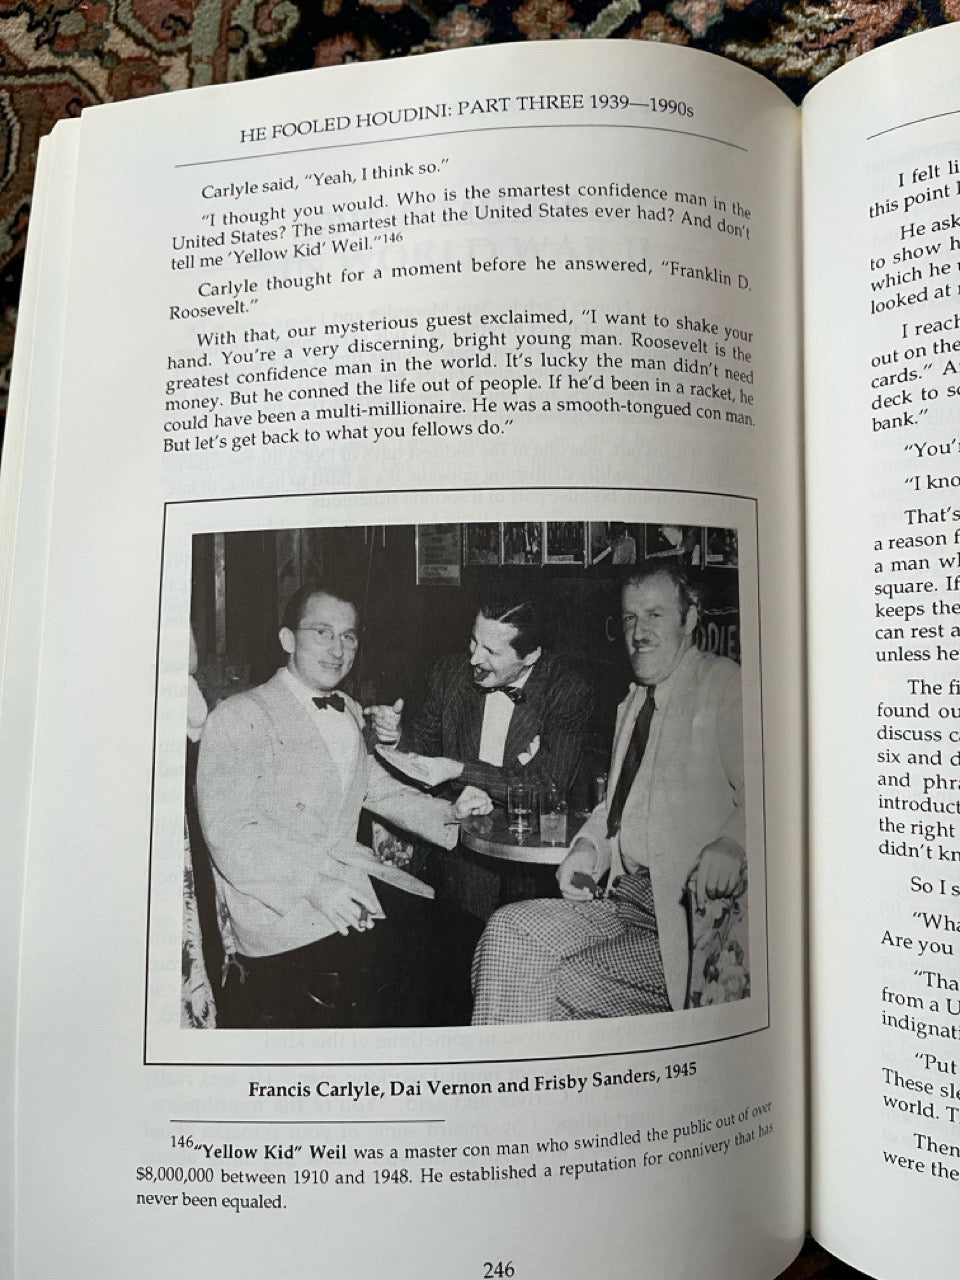 HE FOOLED HOUDINI: PART THREE 1939—1990s
Carlyle said, “Yeah, I think so.”
“I thought you would. Who is the smartest confidence man in the
United States? The smartest that the United States ever had? And don’t
tell me ‘Yellow Kid’ Weil.”146
Carlyle thought for a moment before he answered, “Franklin D.
Roosevelt.”
With that, our mysterious guest exclaimed, “I want to shake your
hand. You’re a very discerning, bright young man. Roosevelt is the
greatest confidence man in the world. It’s lucky the man didn’t need
money. But he conned the life out of people. If he’d been in a racket, he
could have been a multi-millionaire. He was a smooth-tongued con man.
But let’s get back to what you fellows do.”
Francis Carlyle, Dai Vernon and Frisby Sanders, 1945
146“Yellow Kid” Weil was a master con man who swindled the public out of over
$8,000,000 between 1910 and 1948. He established a reputation for connivery that has
never been equaled.
246
I felt li
this point
He ask
to show h
which he
looked at
I reach
out on the
cards.” A
deck to s
bank.”
“You’
“I kno
That’s
a reason f
a man w
square. If
keeps the
can rest a
unless he
The fi
found ou
discuss c
six and d
and phr
introduct
the right
didn’t kn
So I s
“Wha
Are you
“Tha
from a U
indignati
“Put
These sle
world. T
Then
were the